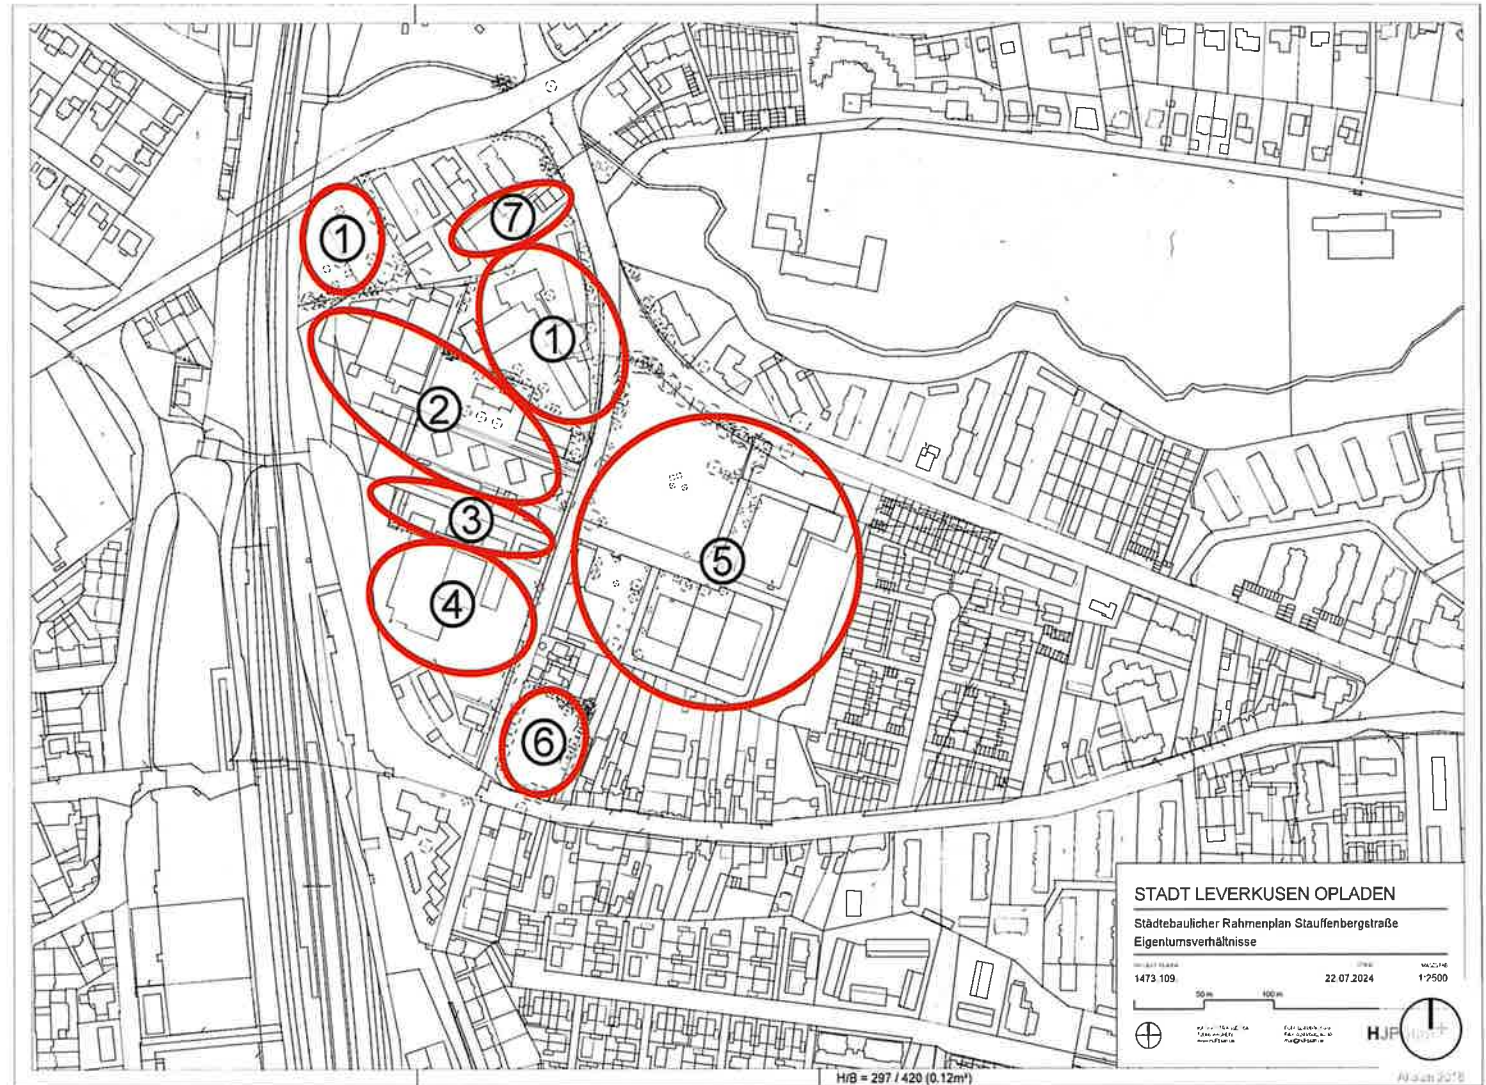 1
7
1
2
3
4
5
6
STADT LEVERKUSEN OPLADEN
Städtebaulicher Rahmenplan Stauffenbergstraße
Eigentumsverhältnisse
1473.109. 22.07.2024 1:2500
50 m 100 m
HJP
H/B = 297 / 420 (0.12m²)